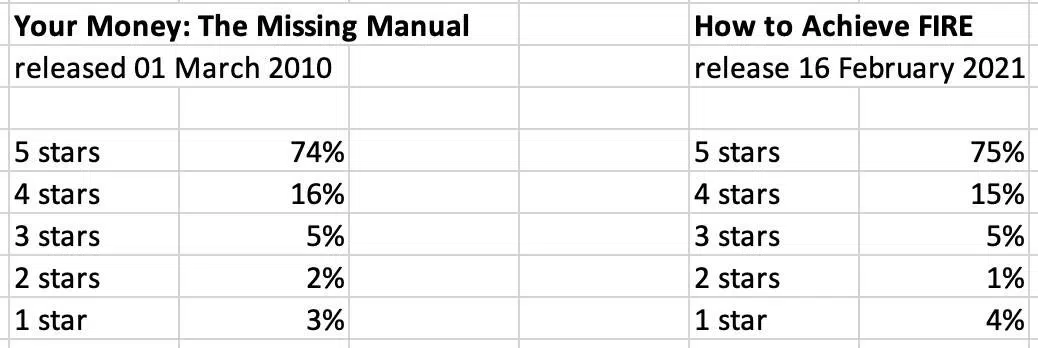 Your Money: The Missing Manual How to Achieve FIRE
released 01 March 2010 release 16 February 2021
5 stars 74% 5 stars 75%
4 stars 16% 4 stars 15%
3 stars 5% 3 stars 5%
2 stars 2% 2 stars 1%
1 star 3% 1 star 4%